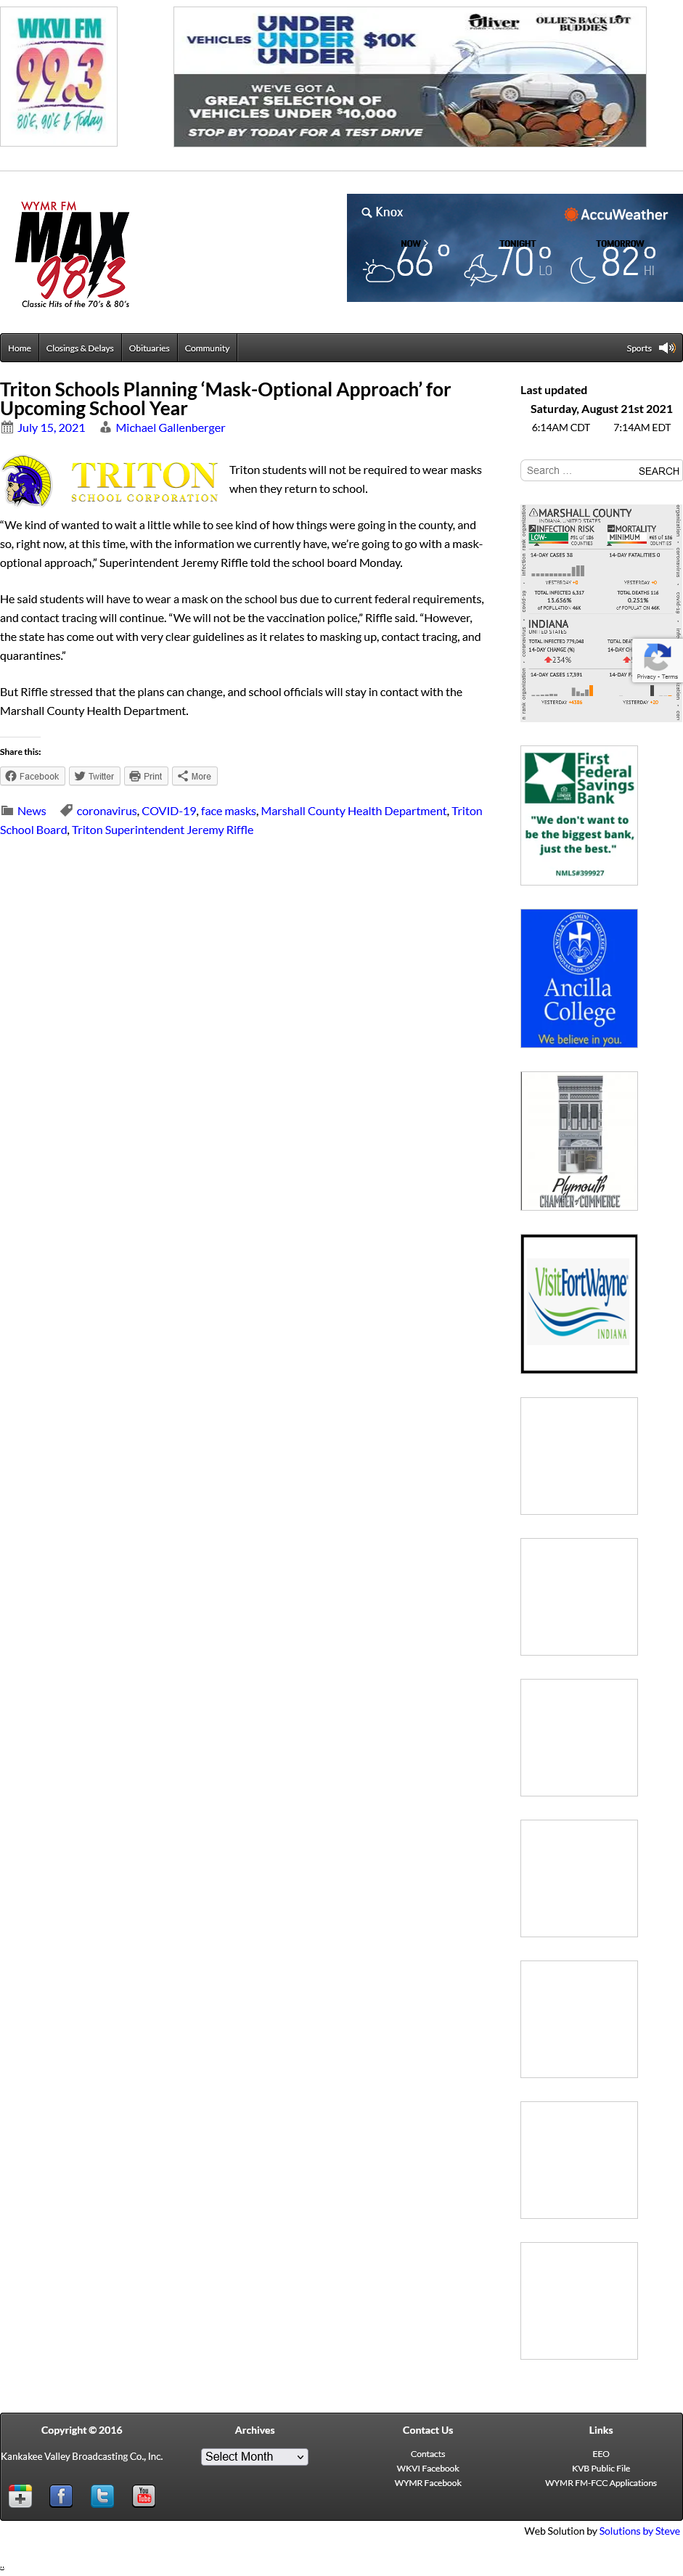 WKVI FM
99.3
80'S, 90'S & Today
VEHICLES UNDER $10K
UNDER
UNDER
Oliver
OLLIE'S BACK LOT
BUDDIES
WE'VE GOT A
GREAT SELECTION OF
VEHICLES UNDER $10,000
STOP BY TODAY FOR A TEST DRIVE
WYMR FM
MAX
98.3
Classic Hits of the 70's & 80's
Knox
AccuWeather
NOW
TONIGHT
TOMORROW
66°
70° LO
82° HI
Home
Closings & Delays
Obituaries
Community
Sports
Triton Schools Planning ‘Mask-Optional Approach’ for
Upcoming School Year
July 15, 2021
Michael Gallenberger
TRITON
SCHOOL CORPORATION
Triton students will not be required to wear masks
when they return to school.
“We kind of wanted to wait a little while to see kind of how things were going in the county, and
so, right now, at this time, with the information our county have, we’re going to go with a mask-
optional approach,” Superintendent Jeremy Riffle told the school board Monday.
He said students will have to wear a mask on the school bus due to current federal requirements,
and contact tracing will continue. “We will not be the vaccination police,” Riffle said. “However,
the state has come out with very clear guidelines as it relates to masking up, contact tracing, and
quarantines.”
But Riffle stressed that the plans can change, and school officials will stay in contact with the
Marshall County Health Department.
Share this:
Facebook
Twitter
Print
More
News
coronavirus, COVID-19, face masks, Marshall County Health Department, Triton
School Board, Triton Superintendent Jeremy Riffle
Last updated
Saturday, August 21st 2021
6:14AM CDT
7:14AM EDT
Search …
SEARCH
MARSHALL COUNTY
INDIANA, UNITED STATES
INFECTION RISK
MORTALITY
LOW-
MINIMUM
14-DAY CASES 38
14-DAY FATALITIES 0
YESTERDAY +0
YESTERDAY +0
TOTAL INFECTED 6,317
TOTAL DEATHS 116
13.656%
0.251%
of POPULATION 46K
of POPULATION 46K
INDIANA
UNITED STATES
TOTAL INFECTED 779,048
14-DAY CHANGE (%)
234%
14-DAY CASES 17,591
Privacy - Terms
First
Federal
Savings
Bank
"We don't want to
be the biggest bank,
just the best."
NMLS#399927
Ancilla
College
We believe in you.
Plymouth
CHAMBER of COMMERCE
VisitFortWayne
INDIANA
Copyright © 2016
Kankakee Valley Broadcasting Co., Inc.
Archives
Select Month
Contact Us
Contacts
WKVI Facebook
WYMR Facebook
Links
EEO
KVB Public File
WYMR FM-FCC Applications
Web Solution by Solutions by Steve